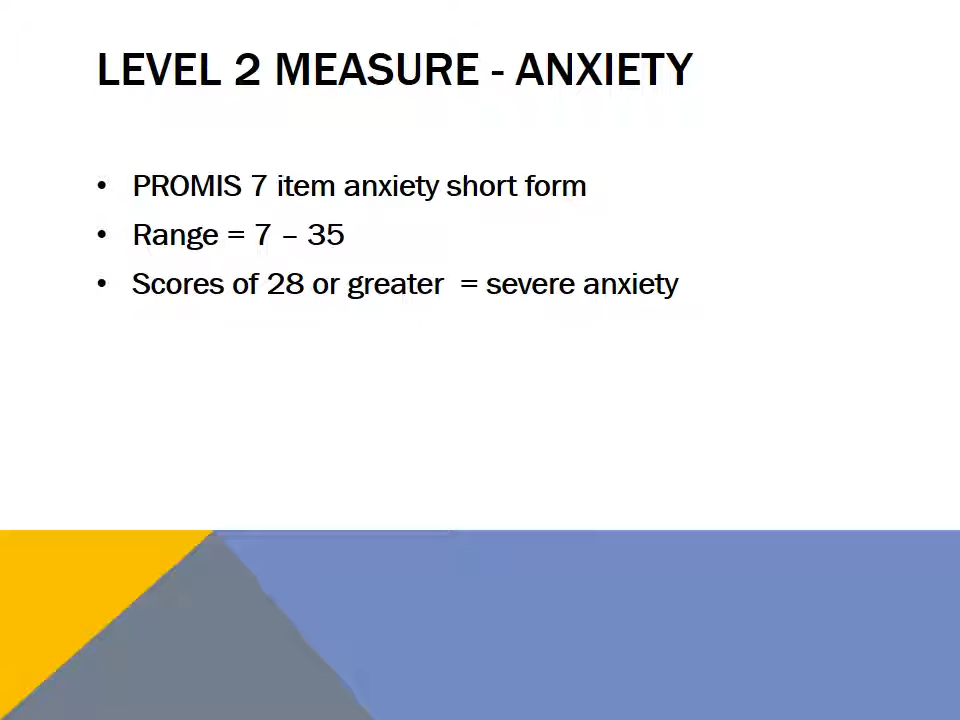 LEVEL 2 MEASURE - ANXIETY
• PROMIS 7 item anxiety short form
• Range = 7 – 35
• Scores of 28 or greater  = severe anxiety